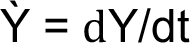 Ỳ = dY/dt